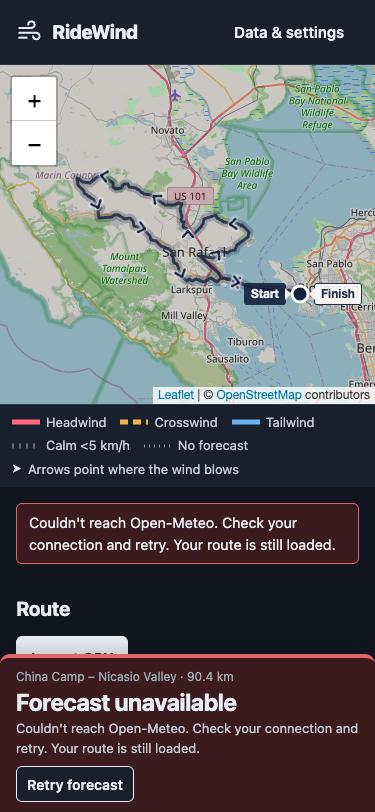 RideWind
Data & settings
+
−
San Pablo
Bay National
Wildlife
Refuge
Novato
San Pablo
Bay Wildlife
Area
Marin County
US 101
Mount
Tamalpais
Watershed
San Rafael
Larkspur
San Pablo
Start
Finish
El Cerrito
Mill Valley
Tiburon
Sausalito
Leaflet | © OpenStreetMap contributors
Headwind
Crosswind
Tailwind
Calm <5 km/h
No forecast
Arrows point where the wind blows
Couldn't reach Open-Meteo. Check your
connection and retry. Your route is still loaded.
Route
China Camp – Nicasio Valley · 90.4 km
Forecast unavailable
Couldn't reach Open-Meteo. Check your connection and
retry. Your route is still loaded.
Retry forecast